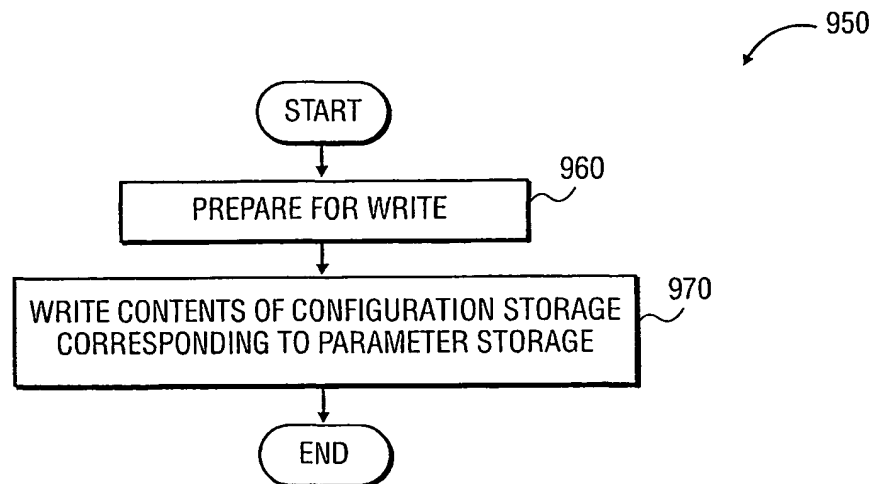 950
START
960
PREPARE FOR WRITE
970
WRITE CONTENTS OF CONFIGURATION STORAGE
CORRESPONDING TO PARAMETER STORAGE
END